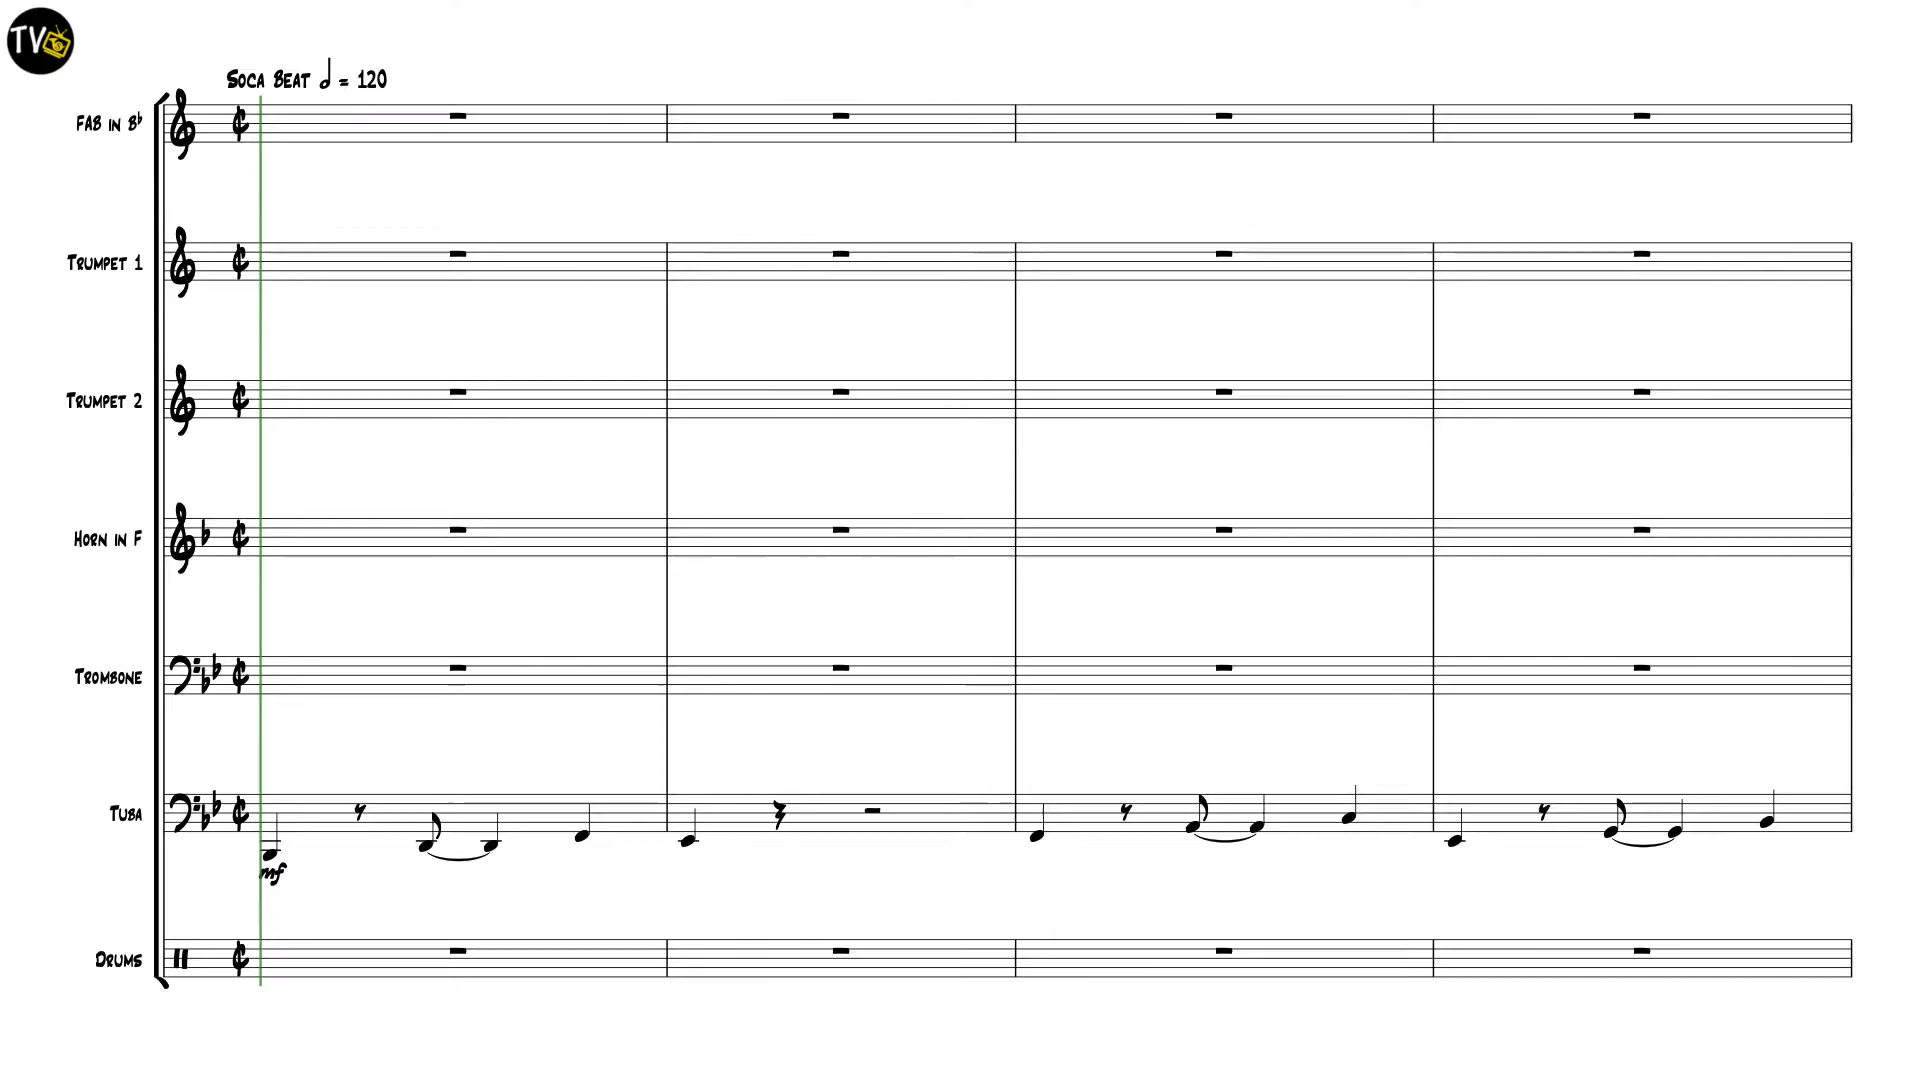 TV
SOCA BEAT 𝅗𝅥 = 120
FAB IN B♭
TRUMPET 1
TRUMPET 2
HORN IN F
TROMBONE
TUBA
mf
DRUMS